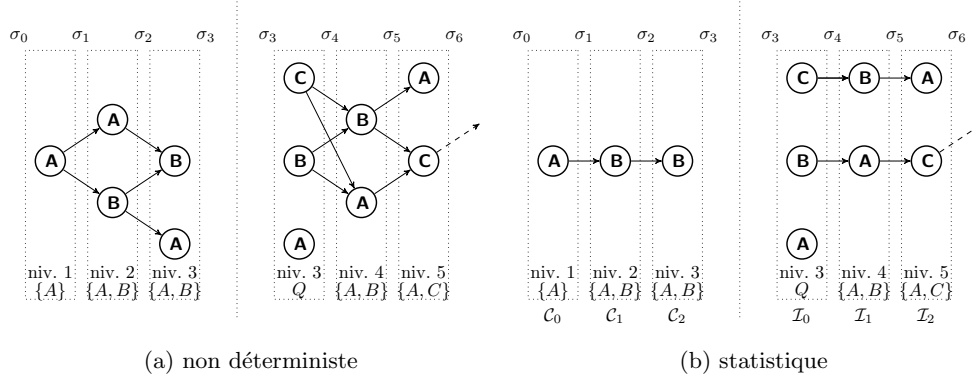 σ0 σ1 σ2 σ3 σ3 σ4 σ5 σ6 σ0 σ1 σ2 σ3 σ3 σ4 σ5 σ6
C A C B A
A B
A B B C A B B B A C
B A
A A A
niv. 1 niv. 2 niv. 3 niv. 3 niv. 4 niv. 5 niv. 1 niv. 2 niv. 3 niv. 3 niv. 4 niv. 5
{A} {A, B} {A, B} Q {A, B} {A, C} {A} {A, B} {A, B} Q {A, B} {A, C}
C0 C1 C2 I0 I1 I2
(a) non déterministe (b) statistique